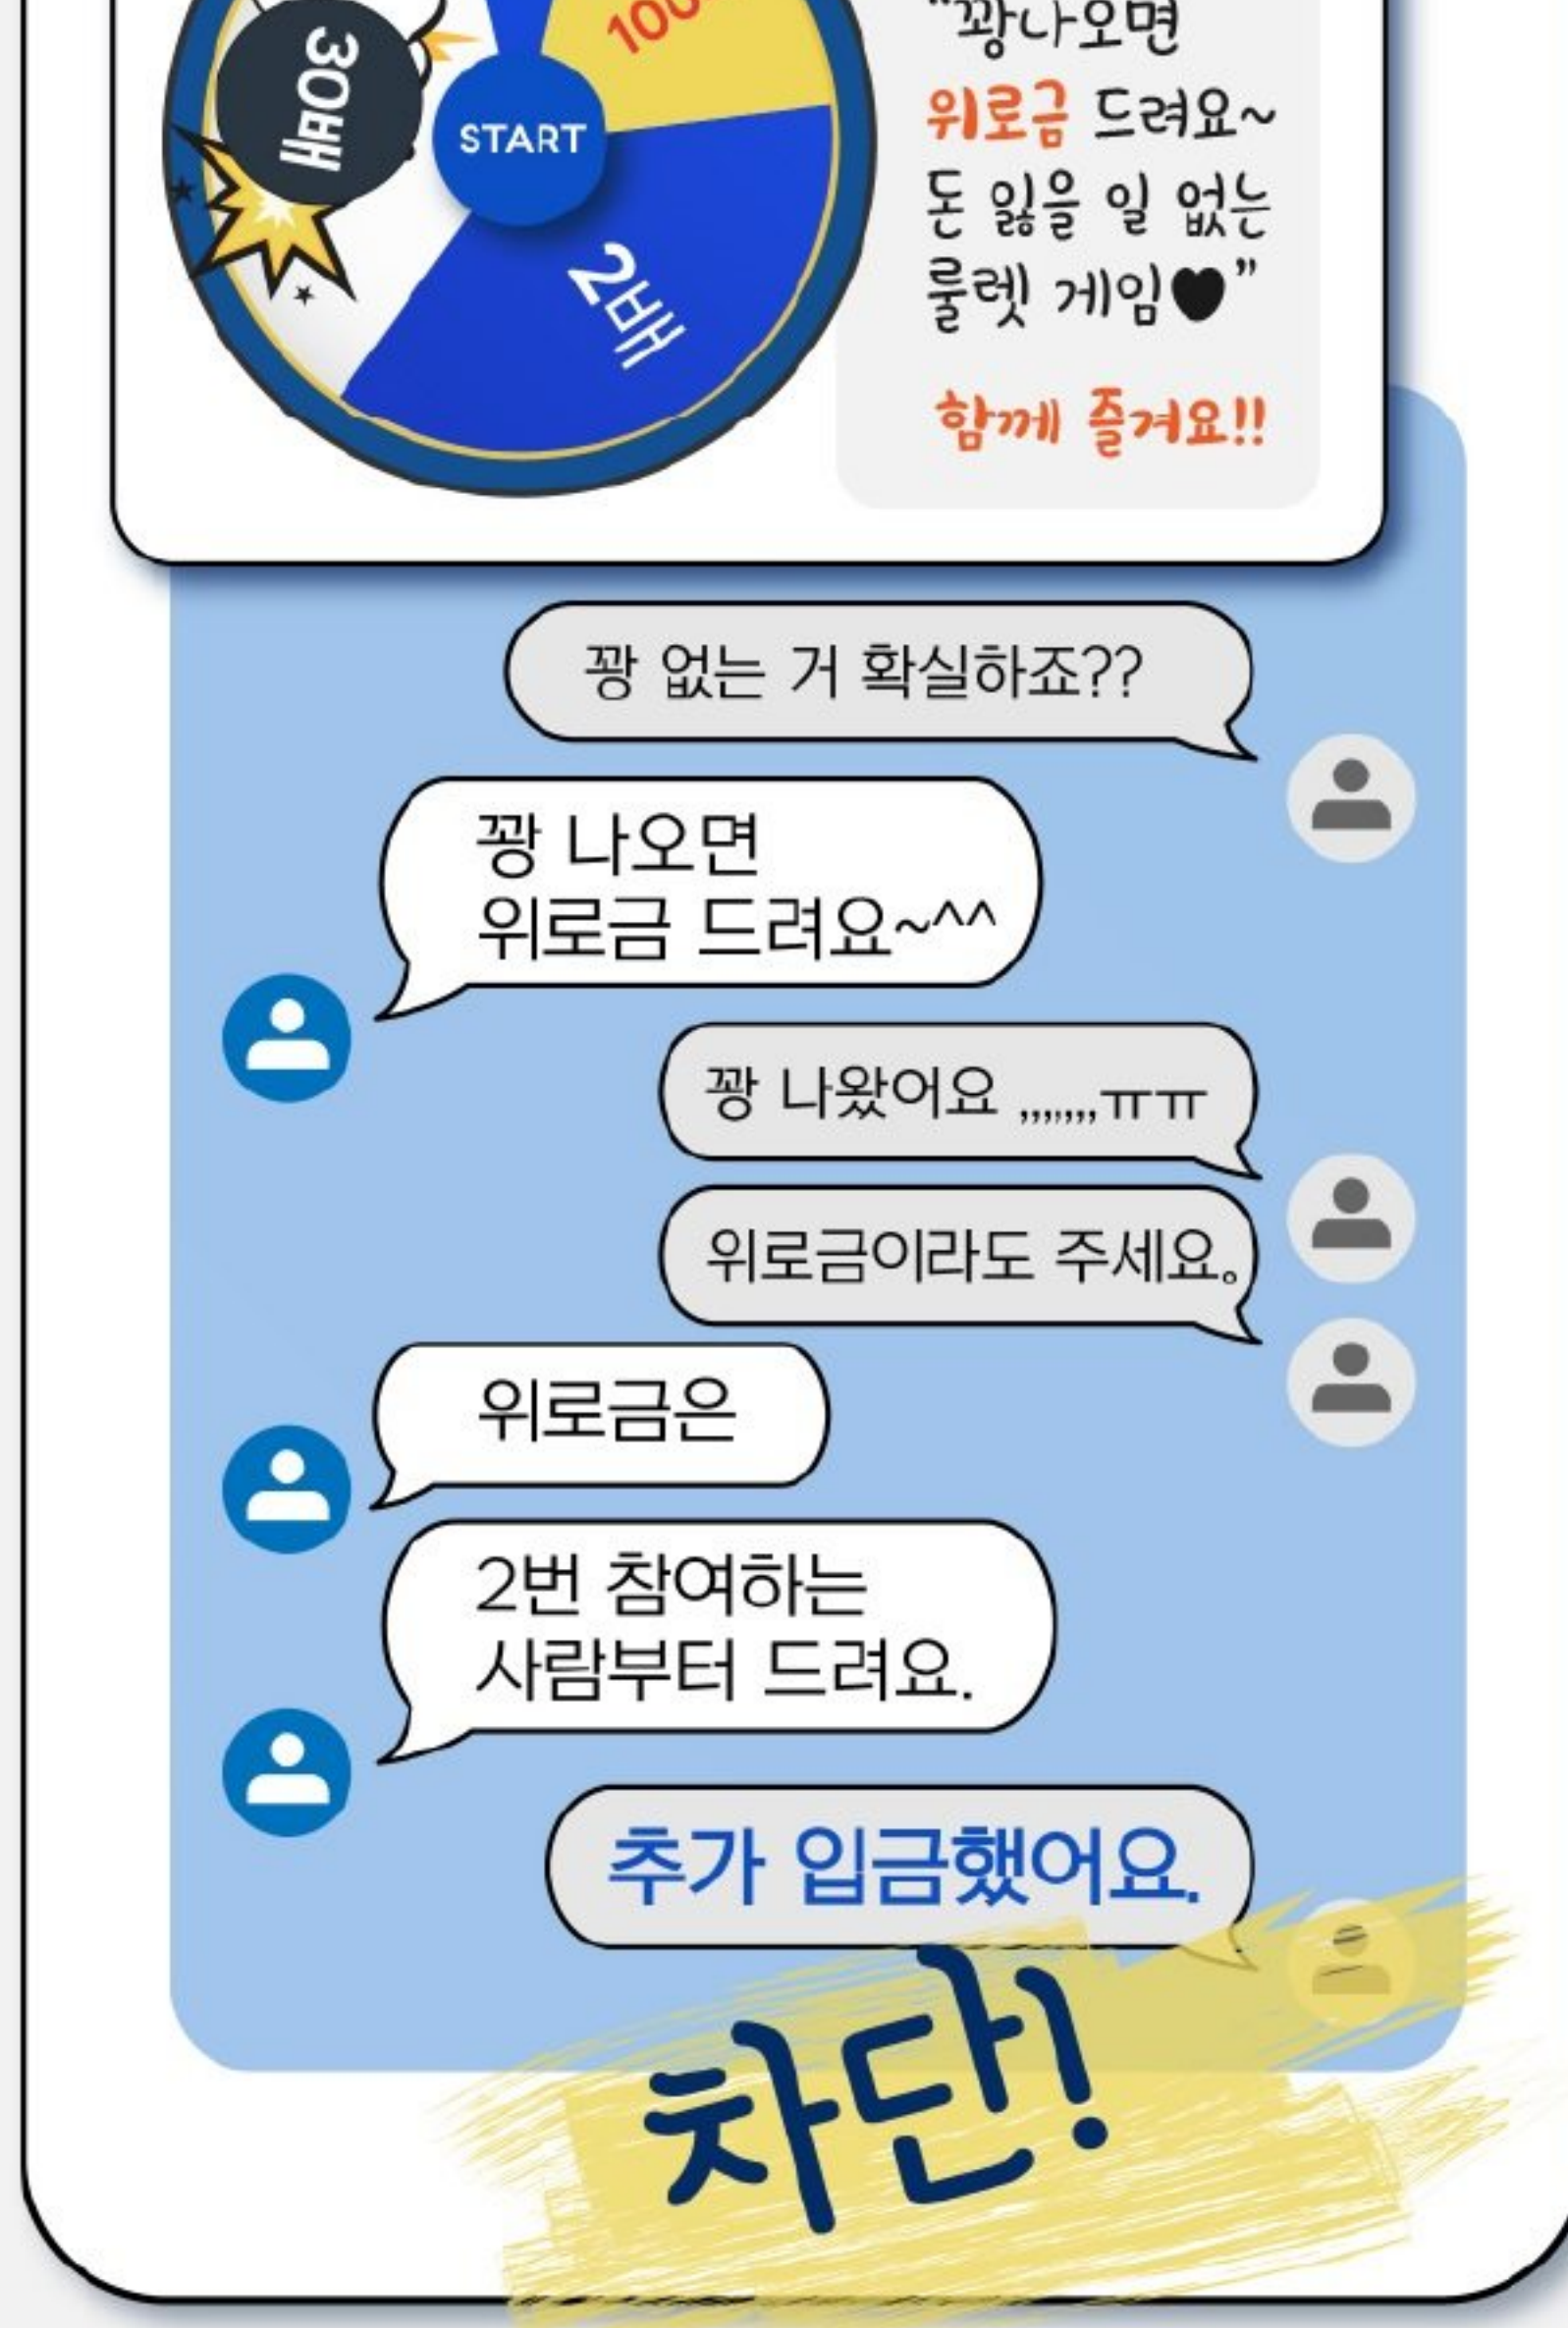 "꽝나오면
위로금 드려요~
돈 잃을 일 없는
룰렛 게임♥"
함께 즐겨요!!
30배
START
100
2배
꽝 없는 거 확실하죠??
꽝 나오면
위로금 드려요~^^
꽝 나왔어요 ,,,,,,,ㅠㅠ
위로금이라도 주세요。
위로금은
2번 참여하는
사람부터 드려요.
추가 입금했어요.
차단!